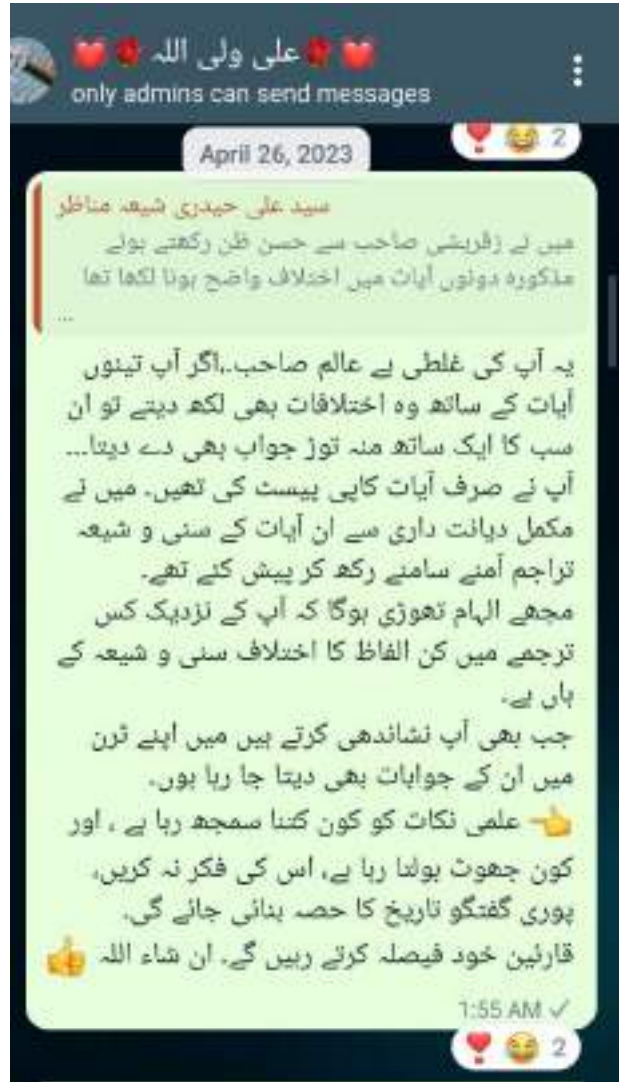 ❤️🌹علی ولی اللہ🌹❤️
only admins can send messages
2
April 26, 2023
سید علی حیدری شیعہ مناظر
میں نے زقریشی صاحب سے حسن ظن رکھتے ہوئے
مذکورہ دونوں آیات میں اختلاف واضح ہونا لکھا تھا
...
یہ آپ کی غلطی ہے عالم صاحب..اگر آپ تینوں
آیات کے ساتھ وہ اختلافات بھی لکھ دیتے تو ان
سب کا ایک ساتھ منہ توڑ جواب بھی دے دیتا...
آپ نے صرف آیات کاپی پیسٹ کی تھیں۔ میں نے
مکمل دیانت داری سے ان آیات کے سنی و شیعہ
تراجم آمنے سامنے رکھ کر پیش کئے تھے۔
مجھے الہام تھوڑی ہوگا کہ آپ کے نزدیک کس
ترجمے میں کن الفاظ کا اختلاف سنی و شیعہ کے
ہاں ہے۔
جب بھی آپ نشاندھی کرتے ہیں میں اپنے ٹرن
میں ان کے جوابات بھی دیتا جا رہا ہوں۔
👈 علمی نکات کو کون کتنا سمجھ رہا ہے ، اور
کون جھوٹ بولتا رہا ہے، اس کی فکر نہ کریں،
پوری گفتگو تاریخ کا حصہ بنائی جائے گی۔
قارئین خود فیصلہ کرتے رہیں گے۔ ان شاء اللہ 👍
1:55 AM ✓
2